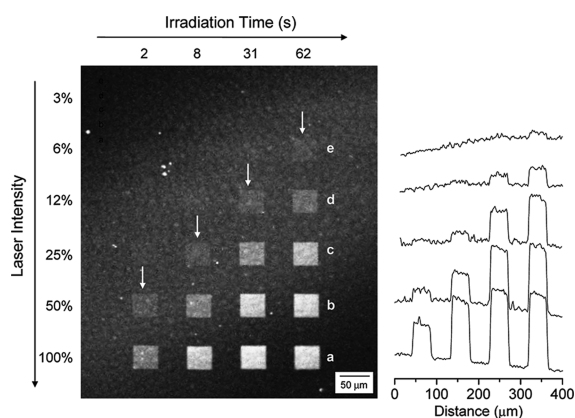 Irradiation Time (s)
2 8 31 62
Laser Intensity
3%
6% e
12% d
25% c
50% b
100% a
50 μm
0 100 200 300 400
Distance (μm)